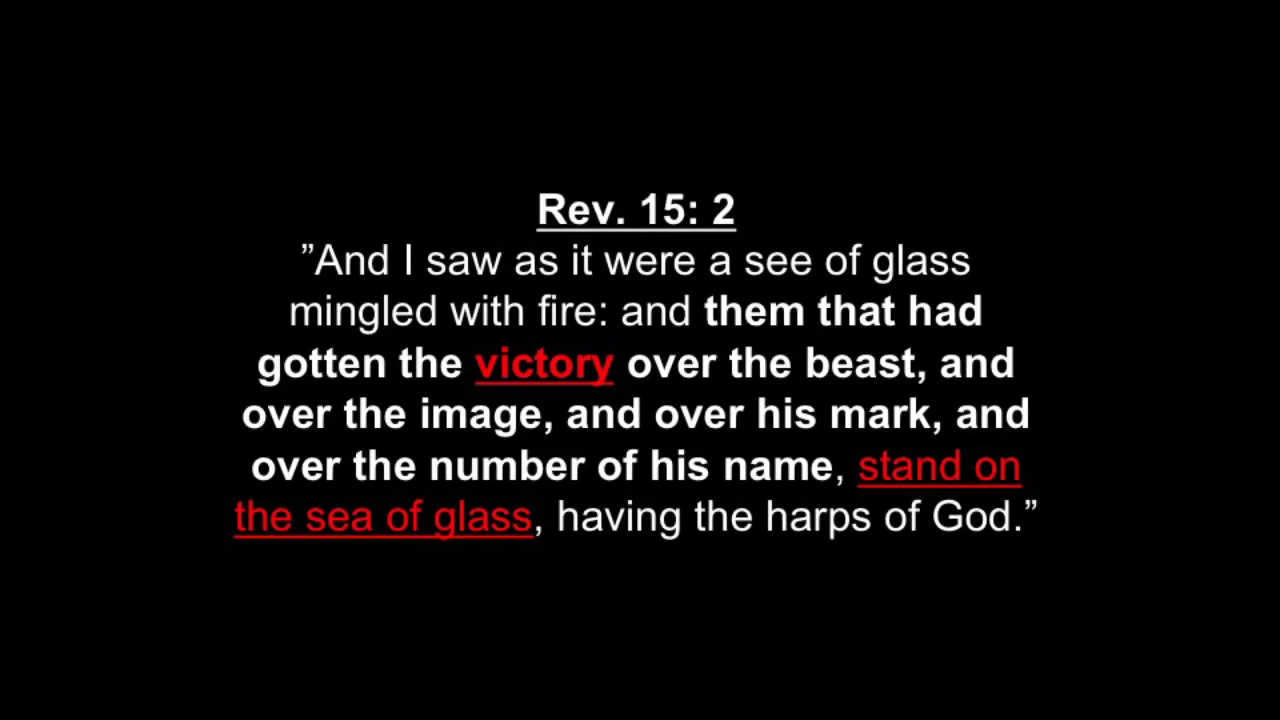 Rev. 15: 2
”And I saw as it were a see of glass
mingled with fire: and them that had
gotten the victory over the beast, and
over the image, and over his mark, and
over the number of his name, stand on
the sea of glass, having the harps of God.”